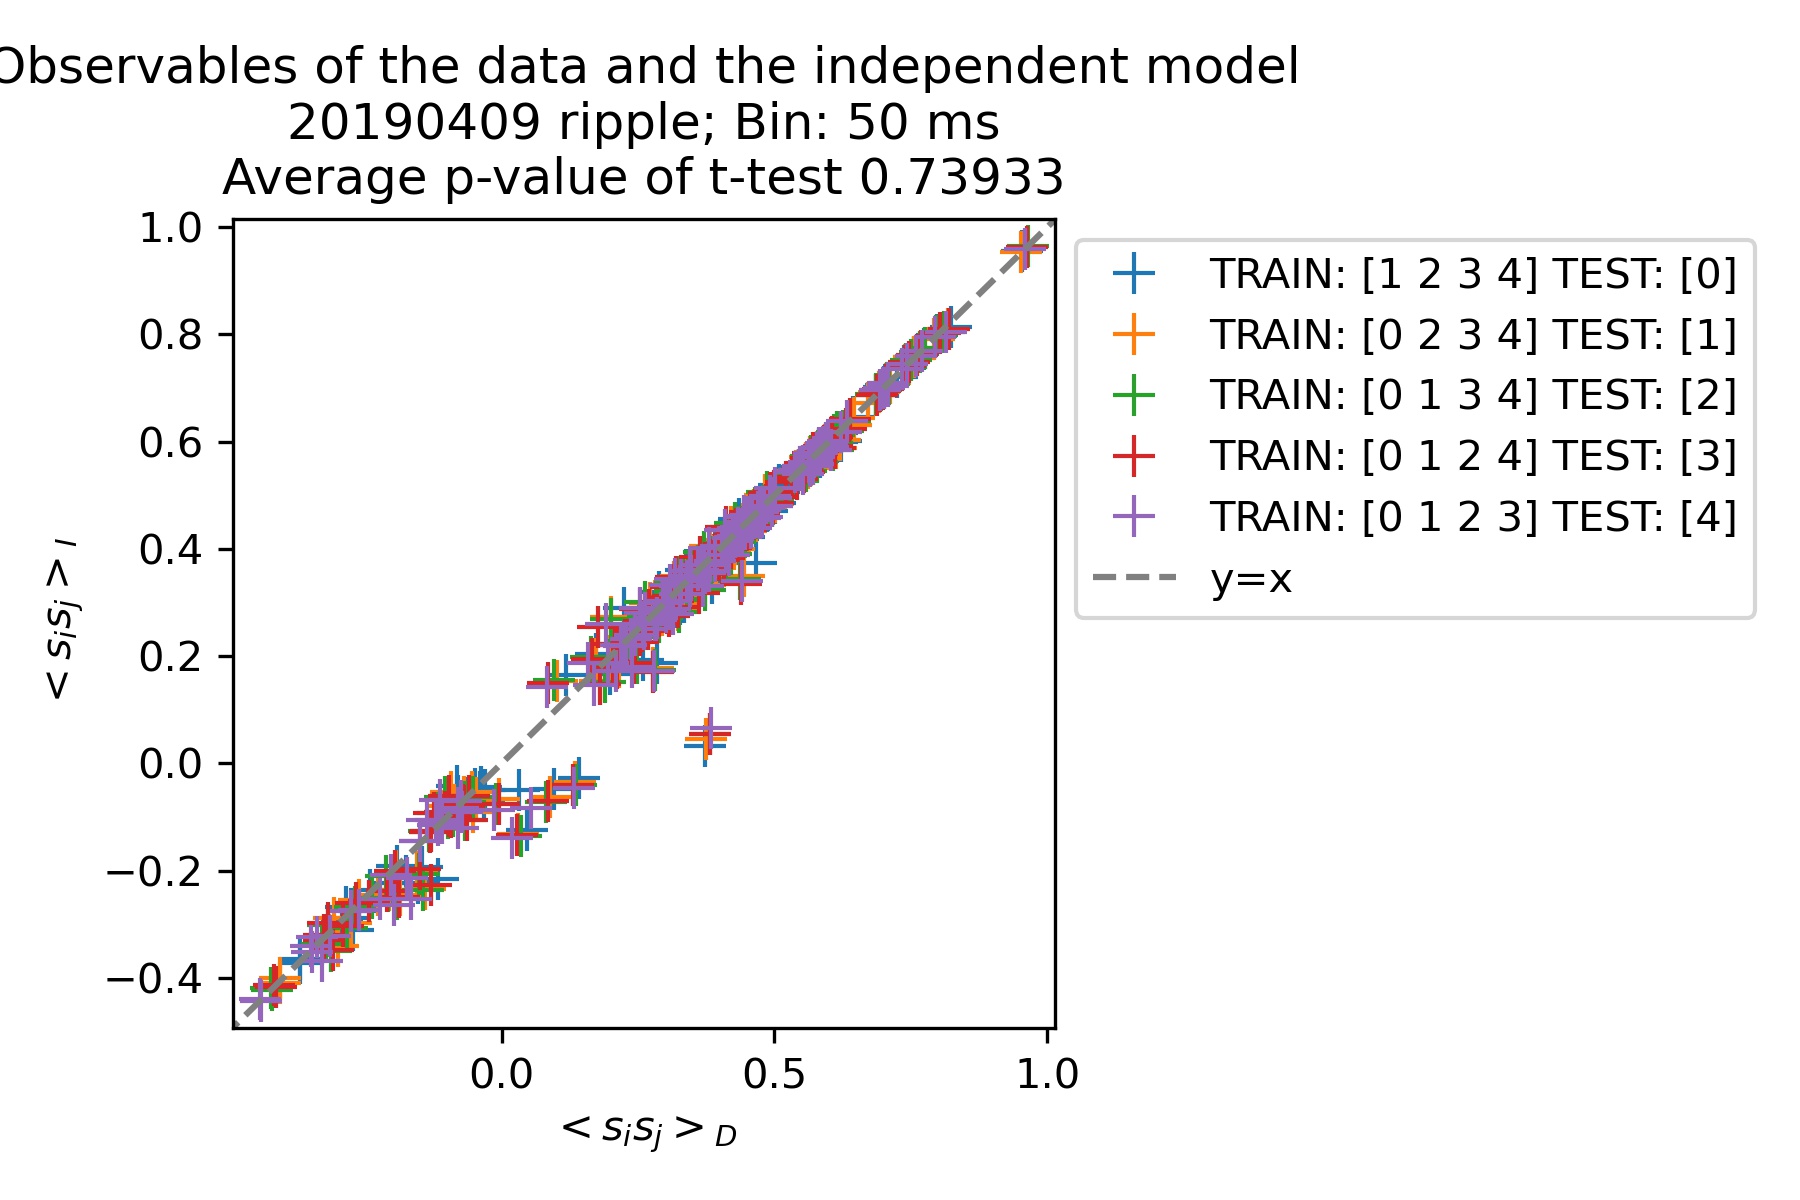 Observables of the data and the independent model
20190409 ripple; Bin: 50 ms
Average p-value of t-test 0.73933
1.0
0.8
0.6
0.4
0.2
0.0
−0.2
−0.4
< s_i s_j >_I
0.0 0.5 1.0
< s_i s_j >_D
TRAIN: [1 2 3 4] TEST: [0]
TRAIN: [0 2 3 4] TEST: [1]
TRAIN: [0 1 3 4] TEST: [2]
TRAIN: [0 1 2 4] TEST: [3]
TRAIN: [0 1 2 3] TEST: [4]
y=x